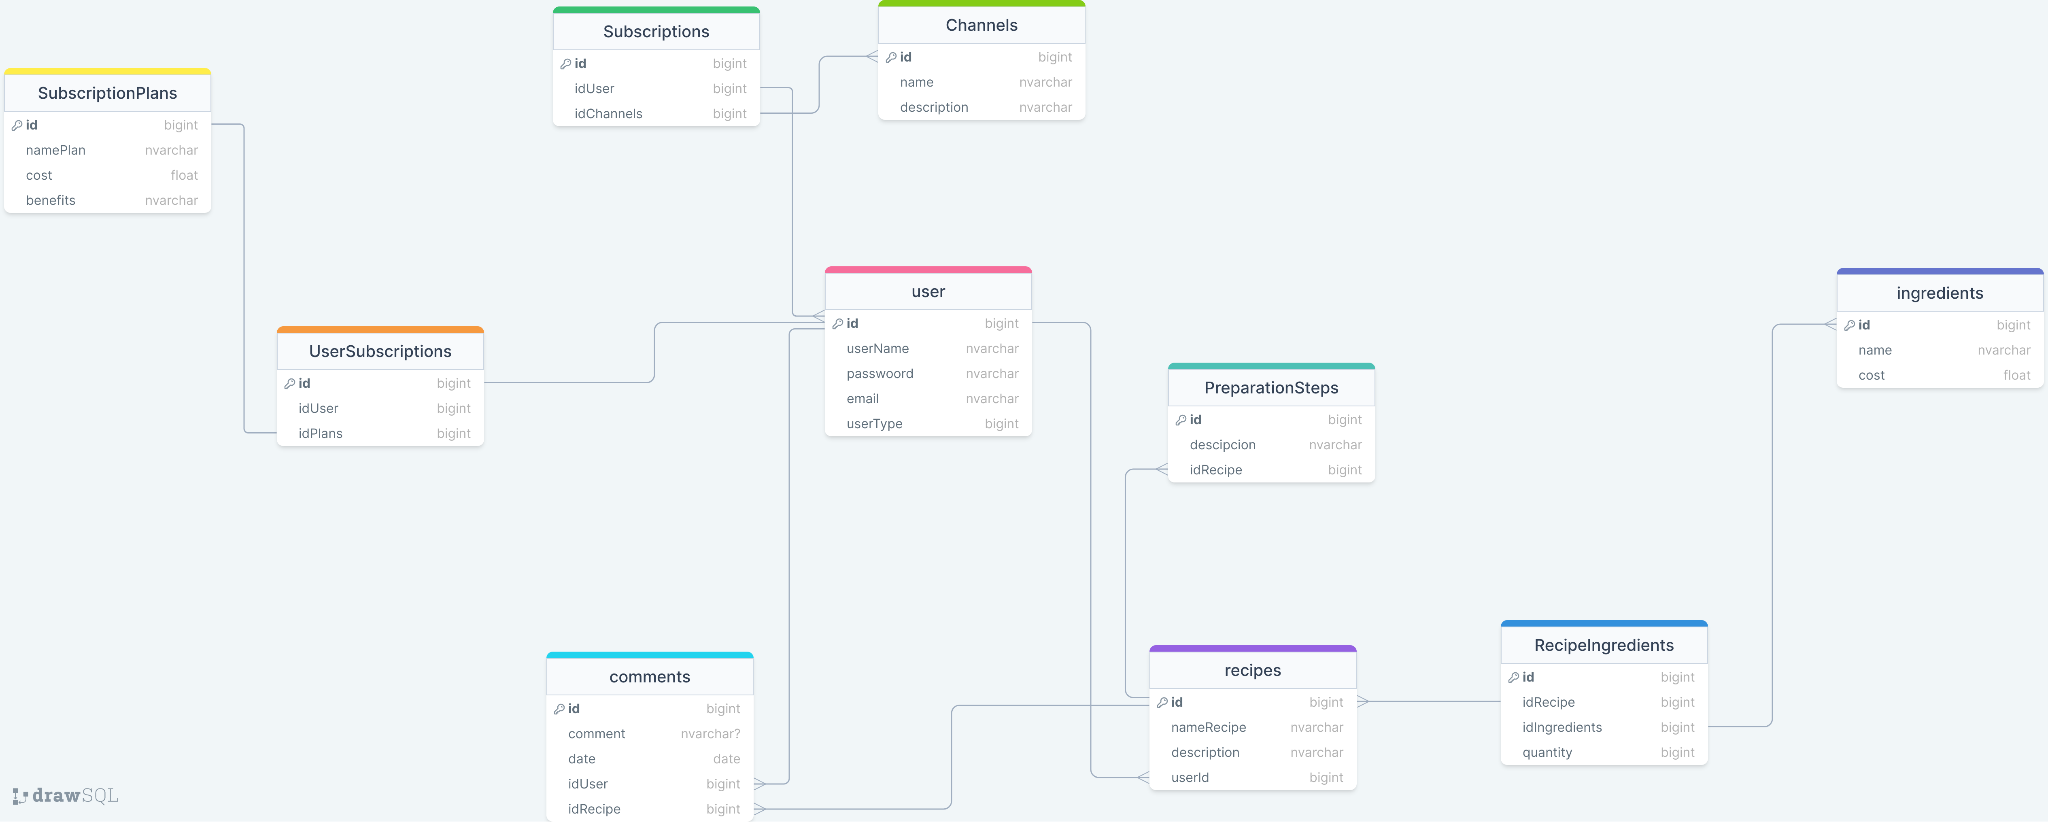 SubscriptionPlans
id bigint
namePlan nvarchar
cost float
benefits nvarchar
Subscriptions
id bigint
idUser bigint
idChannels bigint
Channels
id bigint
name nvarchar
description nvarchar
UserSubscriptions
id bigint
idUser bigint
idPlans bigint
user
id bigint
userName nvarchar
passwoord nvarchar
email nvarchar
userType bigint
PreparationSteps
id bigint
descipcion nvarchar
idRecipe bigint
ingredients
id bigint
name nvarchar
cost float
comments
id bigint
comment nvarchar?
date date
idUser bigint
idRecipe bigint
recipes
id bigint
nameRecipe nvarchar
description nvarchar
userId bigint
RecipeIngredients
id bigint
idRecipe bigint
idIngredients bigint
quantity bigint
drawSQL